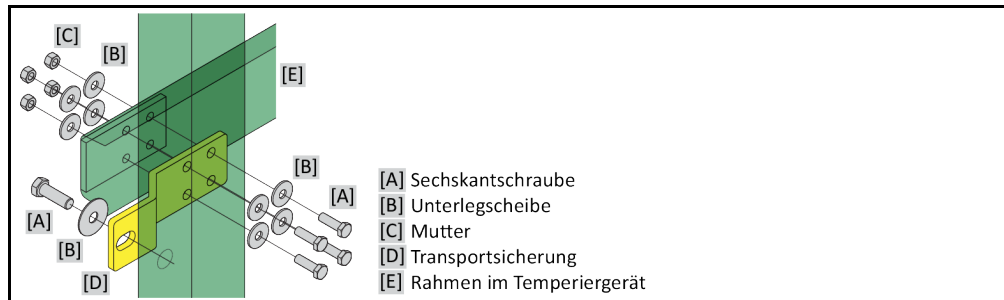 [C]
[B]
[E]
[B]
[A]
[A]
[B]
[D]
[A] Sechskantschraube
[B] Unterlegscheibe
[C] Mutter
[D] Transportsicherung
[E] Rahmen im Temperiergerät